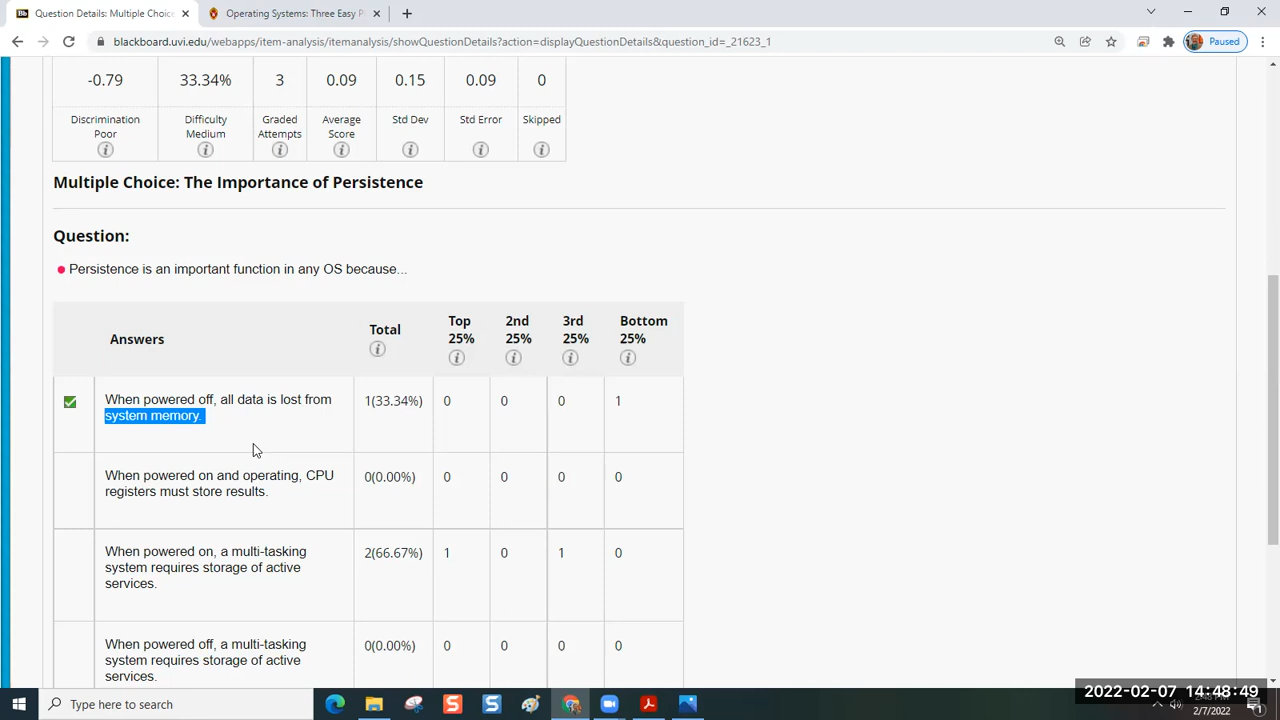 Question Details: Multiple Choice
Operating Systems: Three Easy P
blackboard.uvi.edu/webapps/item-analysis/itemanalysis/showQuestionDetails?action=displayQuestionDetails&question_id=_21623_1
Paused
-0.79 33.34% 3 0.09 0.15 0.09 0
Discrimination Difficulty Graded Average Std Dev Std Error Skipped
Poor Medium Attempts Score
Multiple Choice: The Importance of Persistence
Question:
Persistence is an important function in any OS because...
Answers Total Top 25% 2nd 25% 3rd 25% Bottom 25%
When powered off, all data is lost from 1(33.34%) 0 0 0 1
system memory.
When powered on and operating, CPU 0(0.00%) 0 0 0 0
registers must store results.
When powered on, a multi-tasking 2(66.67%) 1 0 1 0
system requires storage of active
services.
When powered off, a multi-tasking 0(0.00%) 0 0 0 0
system requires storage of active
services.
Type here to search
2022-02-07 14:48:49
2/7/2022